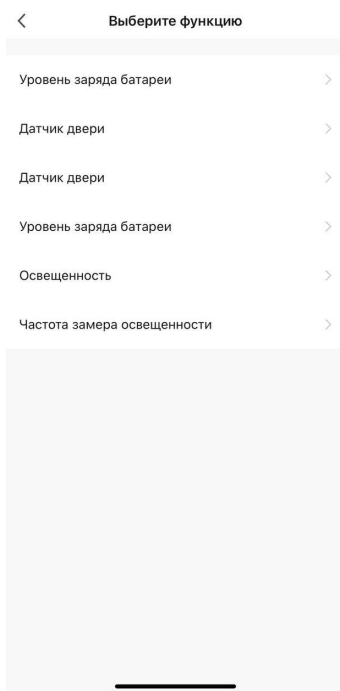 Выберите функцию
Уровень заряда батареи
Датчик двери
Датчик двери
Уровень заряда батареи
Освещенность
Частота замера освещенности